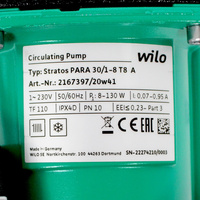 Circulating Pump
wilo
Typ: Stratos PARA 30/1-8 T8 A
Art.-Nr.: 2167397/20w41
1~230V 50/60Hz P₁: 8-130 W I: 0,07-0,95 A
TF 110 IPX4D PN 10 EEI≤ 0.23- Part 3
Made in Germany
WILO SE Nortkirchenstr. 100 44263 Dortmund S/N: 22274210/0003